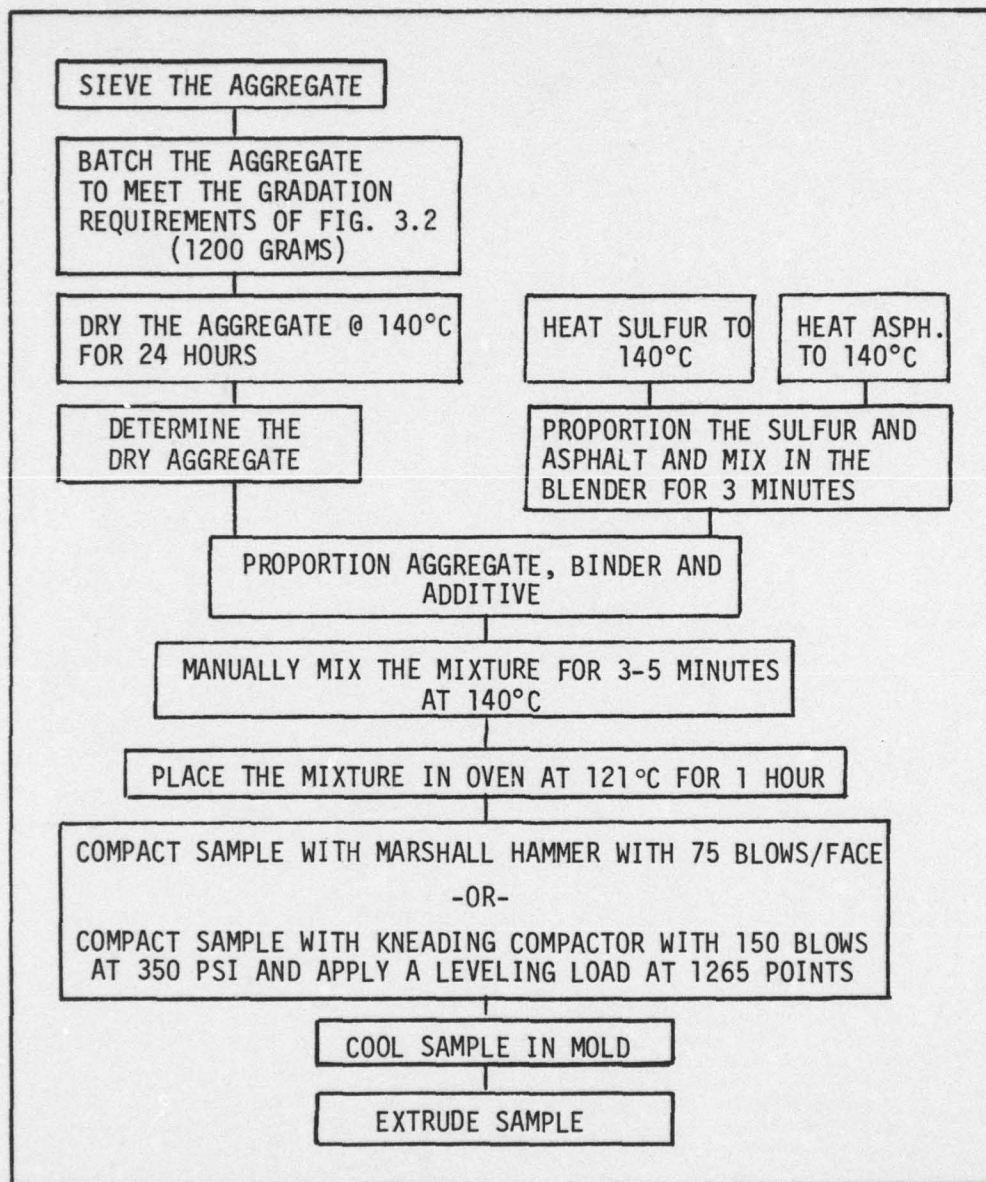 SIEVE THE AGGREGATE
BATCH THE AGGREGATE
TO MEET THE GRADATION
REQUIREMENTS OF FIG. 3.2
(1200 GRAMS)
DRY THE AGGREGATE @ 140°C
FOR 24 HOURS
DETERMINE THE
DRY AGGREGATE
HEAT SULFUR TO
140°C
HEAT ASPH.
TO 140°C
PROPORTION THE SULFUR AND
ASPHALT AND MIX IN THE
BLENDER FOR 3 MINUTES
PROPORTION AGGREGATE, BINDER AND
ADDITIVE
MANUALLY MIX THE MIXTURE FOR 3-5 MINUTES
AT 140°C
PLACE THE MIXTURE IN OVEN AT 121°C FOR 1 HOUR
COMPACT SAMPLE WITH MARSHALL HAMMER WITH 75 BLOWS/FACE
-OR-
COMPACT SAMPLE WITH KNEADING COMPACTOR WITH 150 BLOWS
AT 350 PSI AND APPLY A LEVELING LOAD AT 1265 POINTS
COOL SAMPLE IN MOLD
EXTRUDE SAMPLE